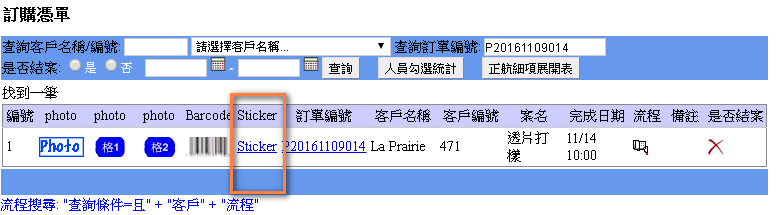 訂購憑單
查詢客戶名稱/編號: 請選擇客戶名稱... 查詢訂單編號: P20161109014
是否結案: 是 否 ~ 查詢 人員勾選統計 正航細項展開表
找到一筆
編號 photo photo photo Barcode Sticker 訂單編號 客戶名稱 客戶編號 案名 完成日期 流程 備註 是否結案
1 Photo 格1 格2 Sticker P20161109014 La Prairie 471 透片打樣 11/14 10:00
流程搜尋: "查詢條件=且" + "客戶" + "流程"